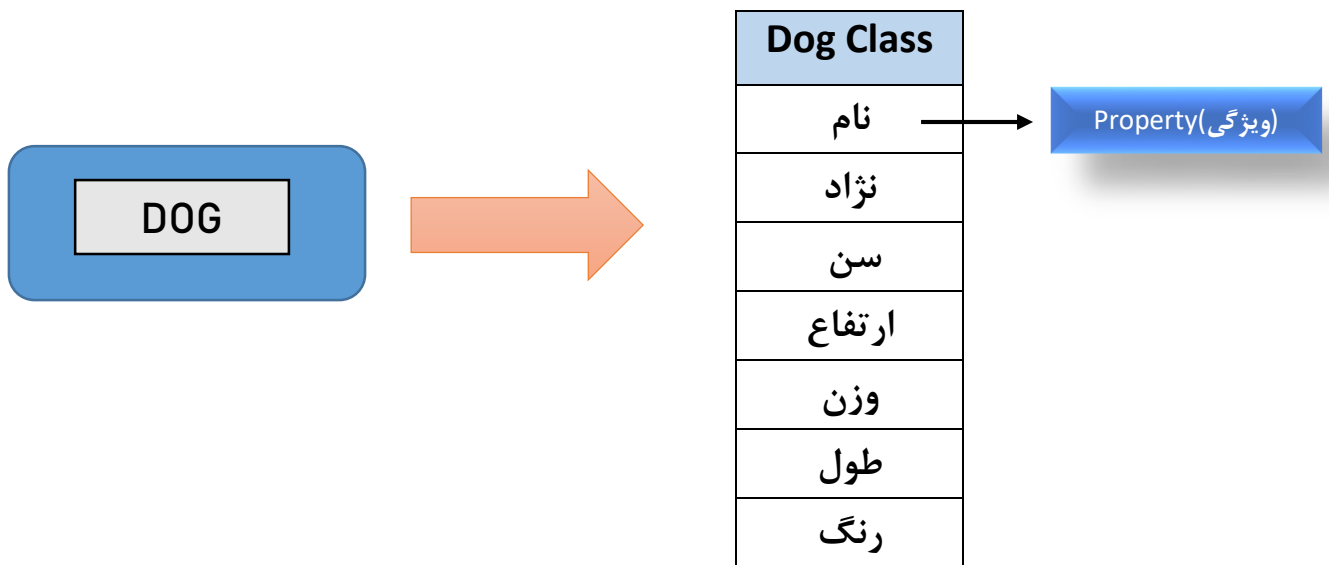 DOG
Dog Class
نام
نژاد
سن
ارتفاع
وزن
طول
رنگ
Property(ویژگی)